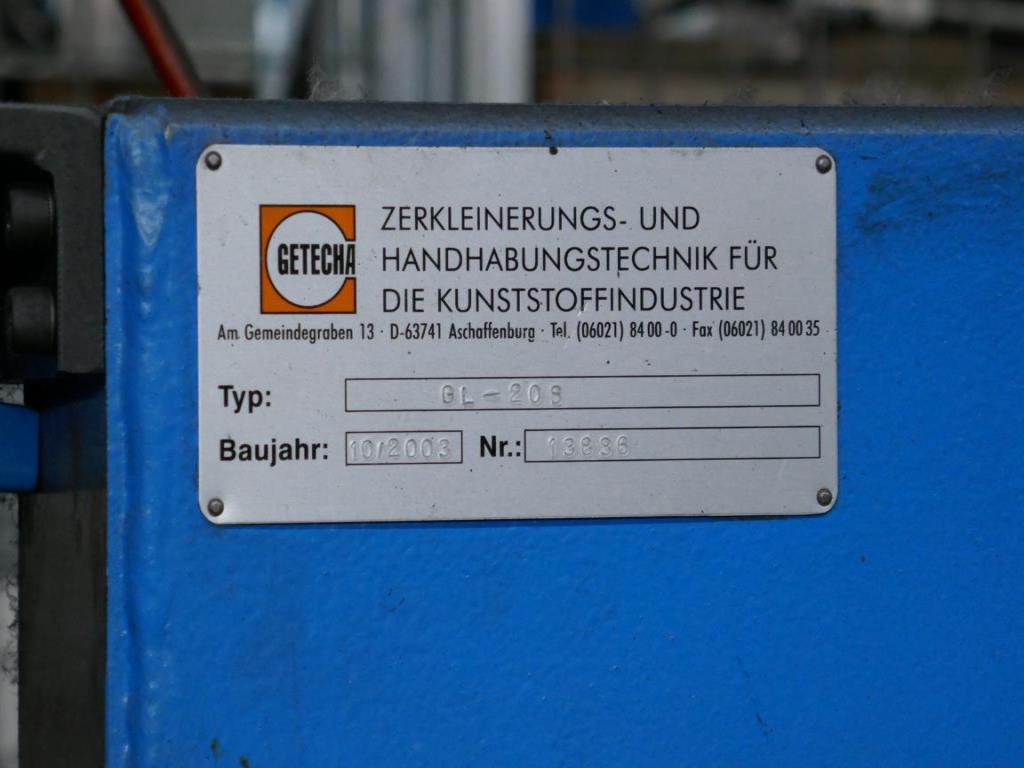 GETECHA
ZERKLEINERUNGS- UND
HANDHABUNGSTECHNIK FÜR
DIE KUNSTSTOFFINDUSTRIE
Am Gemeindegraben 13 · D-63741 Aschaffenburg · Tel. (06021) 84 00-0 · Fax (06021) 84 00 35
Typ: GL-20S
Baujahr: 10/2003 Nr.: 13836